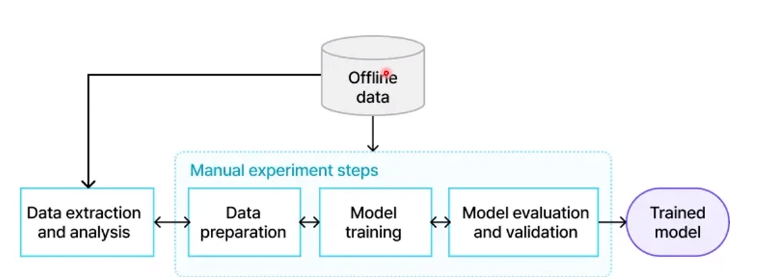 Offline
data
Manual experiment steps
Data extraction
and analysis
Data
preparation
Model
training
Model evaluation
and validation
Trained
model